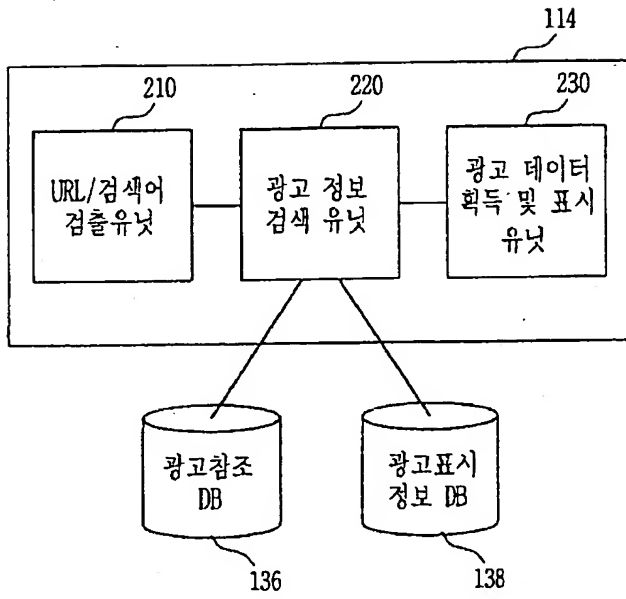 114
210
220
230
URL/검색어
검출유닛
광고 정보
검색 유닛
광고 데이터
획득 및 표시
유닛
광고참조
DB
광고표시
정보 DB
136
138